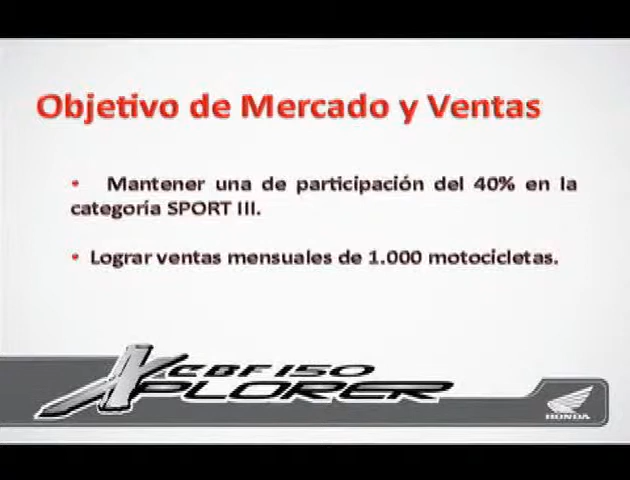 Objetivo de Mercado y Ventas
• Mantener una de participación del 40% en la
categoría SPORT III.
• Lograr ventas mensuales de 1.000 motocicletas.
CBF 150
XPLORER
HONDA